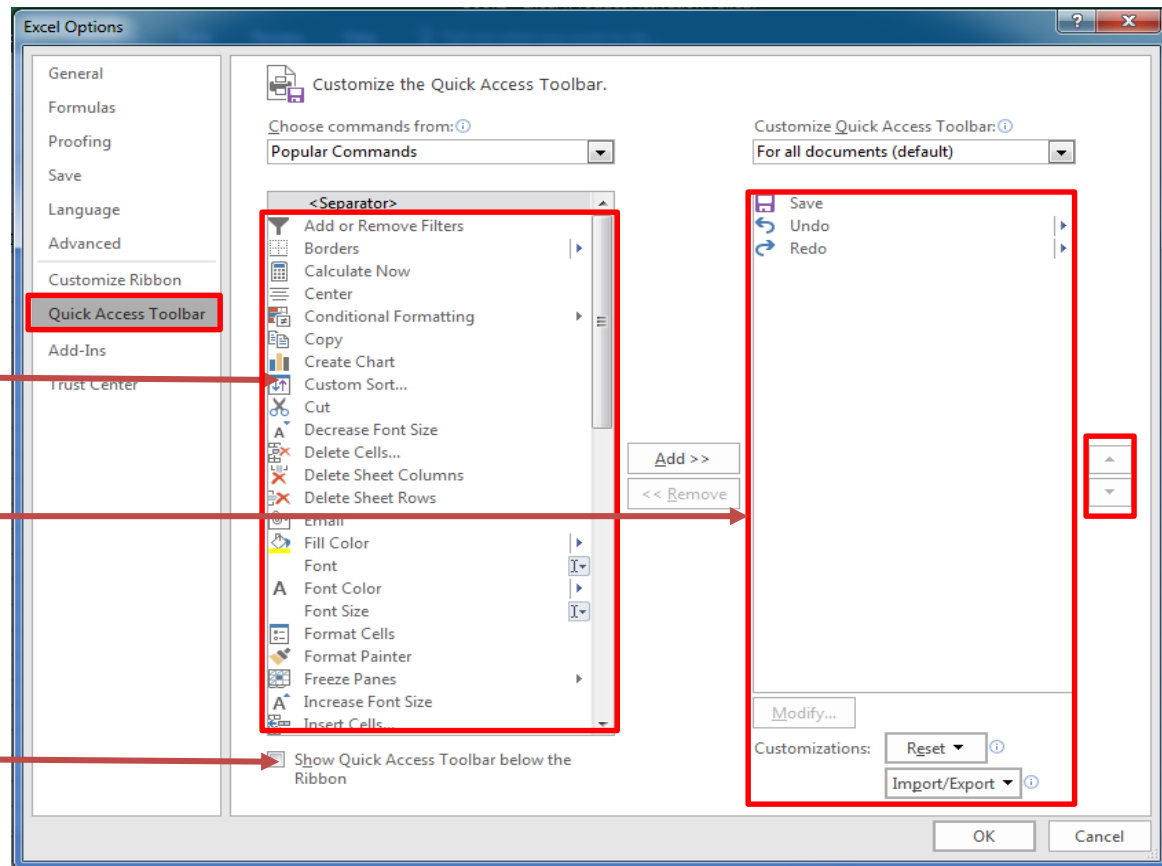 Excel Options
General
Formulas
Proofing
Save
Language
Advanced
Customize Ribbon
Quick Access Toolbar
Add-Ins
Trust Center
Customize the Quick Access Toolbar.
Choose commands from:
Popular Commands
<Separator>
Add or Remove Filters
Borders
Calculate Now
Center
Conditional Formatting
Copy
Create Chart
Custom Sort...
Cut
Decrease Font Size
Delete Cells...
Delete Sheet Columns
Delete Sheet Rows
Email
Fill Color
Font
Font Color
Font Size
Format Cells
Format Painter
Freeze Panes
Increase Font Size
Insert Cells...
Show Quick Access Toolbar below the
Ribbon
Add >>
<< Remove
Customize Quick Access Toolbar:
For all documents (default)
Save
Undo
Redo
Modify...
Customizations:
Reset
Import/Export
OK
Cancel